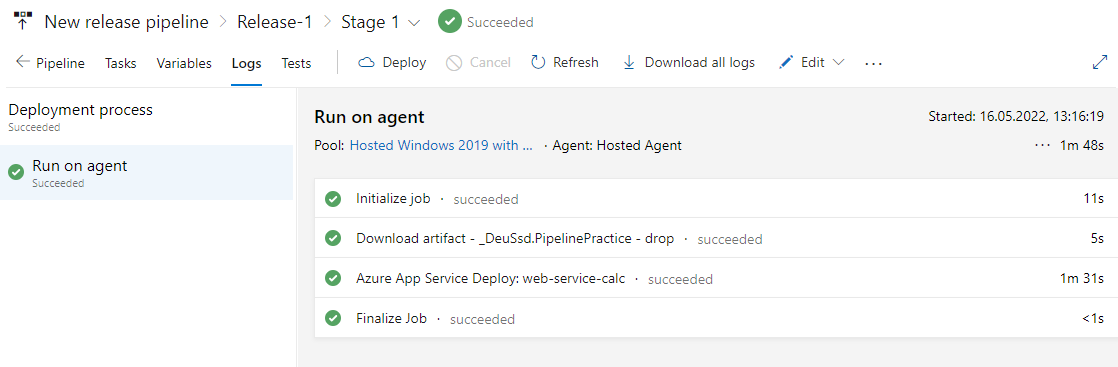 New release pipeline > Release-1 > Stage 1 Succeeded
Pipeline Tasks Variables Logs Tests Deploy Cancel Refresh Download all logs Edit ...
Deployment process
Succeeded
Run on agent
Succeeded
Run on agent Started: 16.05.2022, 13:16:19
Pool: Hosted Windows 2019 with ... · Agent: Hosted Agent ... 1m 48s
Initialize job · succeeded 11s
Download artifact - _DeuSsd.PipelinePractice - drop · succeeded 5s
Azure App Service Deploy: web-service-calc · succeeded 1m 31s
Finalize Job · succeeded <1s